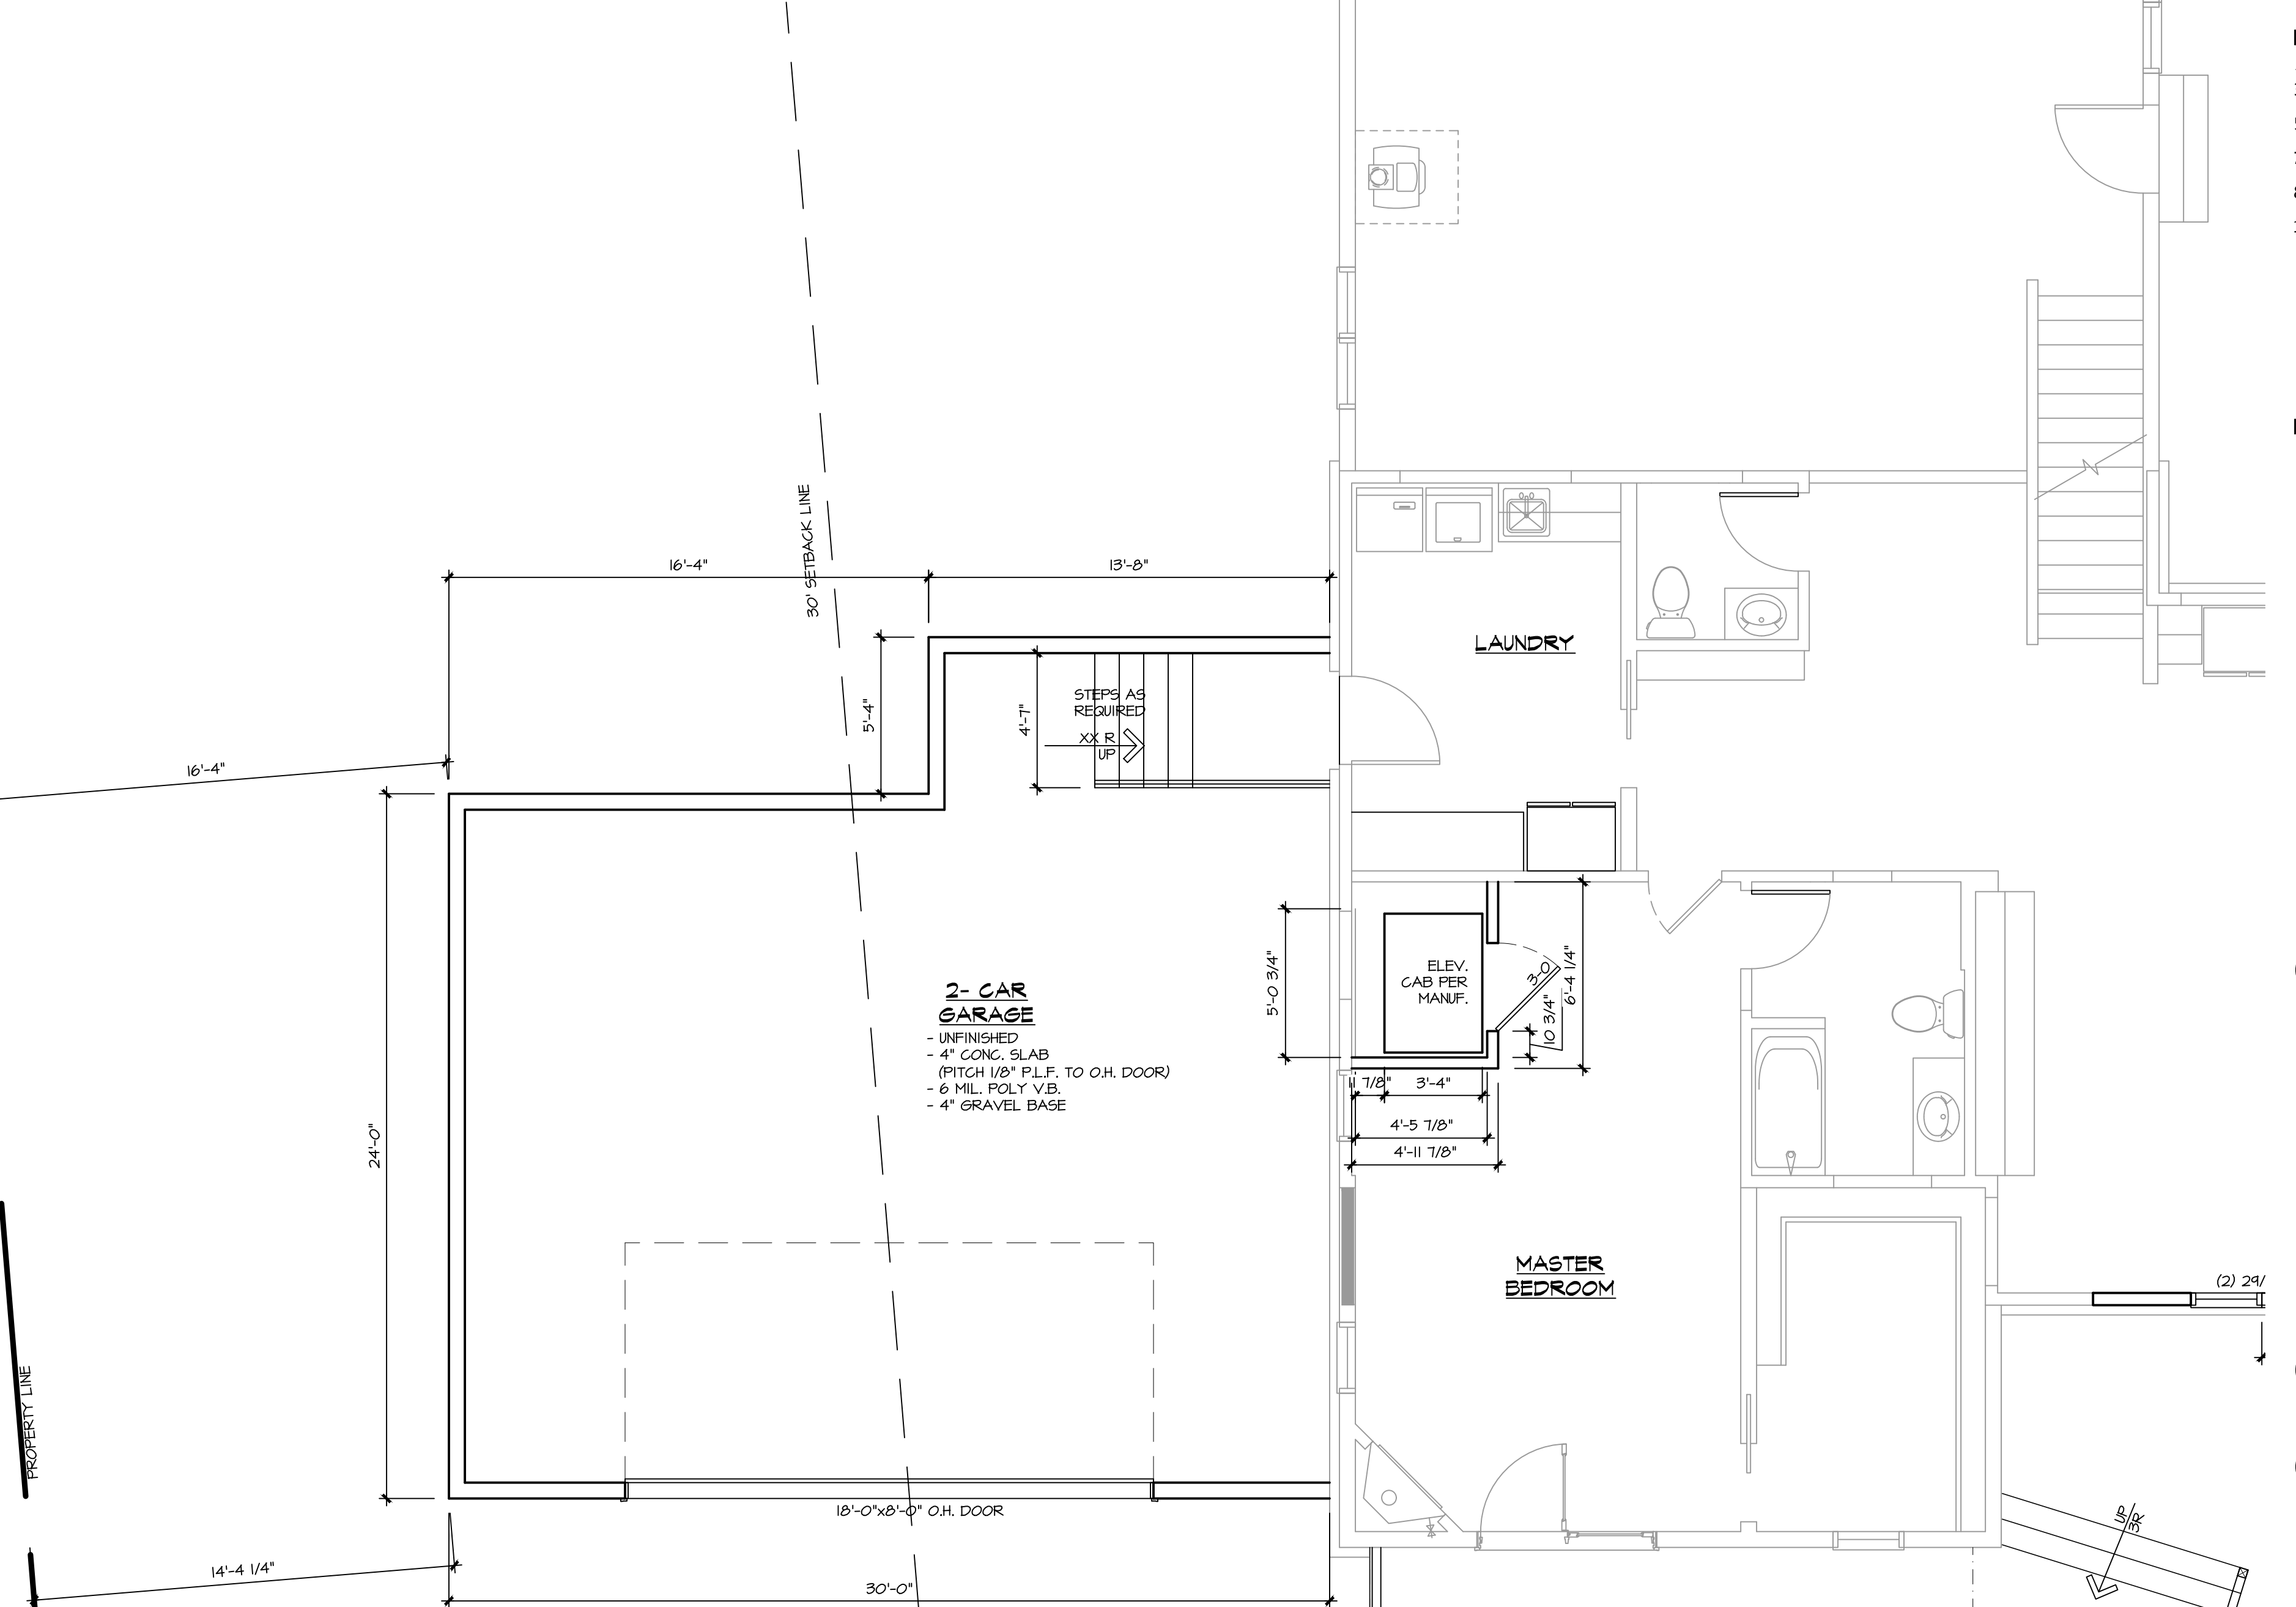 30' SETBACK LINE
16'-4"
13'-8"
5'-4"
4'-7"
STEPS AS
REQUIRED
XX R
UP
LAUNDRY
16'-4"
24'-0"
2- CAR
GARAGE
- UNFINISHED
- 4" CONC. SLAB
(PITCH 1/8" P.L.F. TO O.H. DOOR)
- 6 MIL. POLY V.B.
- 4" GRAVEL BASE
5'-0 3/4"
ELEV.
CAB PER
MANUF.
3-0
10 3/4"
6'-4 1/4"
11 7/8"
3'-4"
4'-5 7/8"
4'-11 7/8"
MASTER
BEDROOM
(2) 29/
PROPERTY LINE
18'-0"x8'-0" O.H. DOOR
14'-4 1/4"
30'-0"
UP
3R